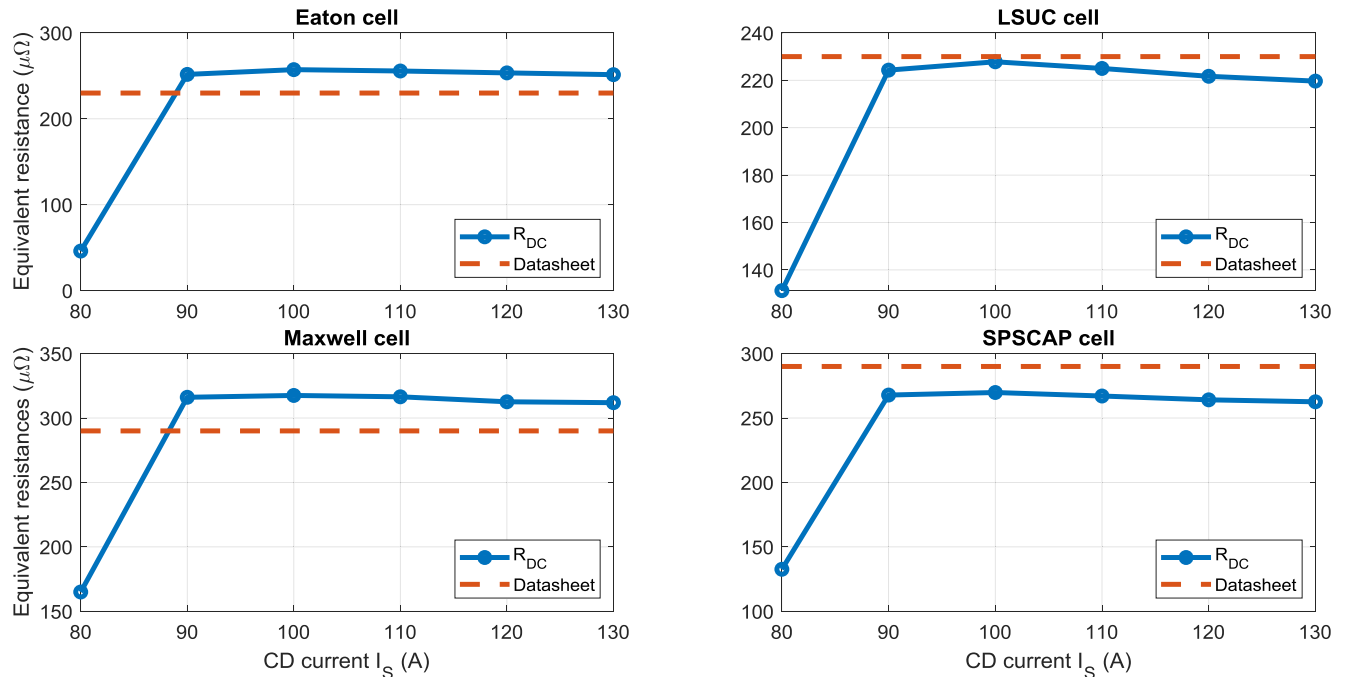 Eaton cell
Equivalent resistance (μΩ)
300
200
100
0
80 90 100 110 120 130
R_DC
Datasheet
LSUC cell
240
220
200
180
160
140
80 90 100 110 120 130
R_DC
Datasheet
Maxwell cell
Equivalent resistances (μΩ)
350
300
250
200
150
80 90 100 110 120 130
CD current I_S (A)
R_DC
Datasheet
SPSCAP cell
300
250
200
150
100
80 90 100 110 120 130
CD current I_S (A)
R_DC
Datasheet